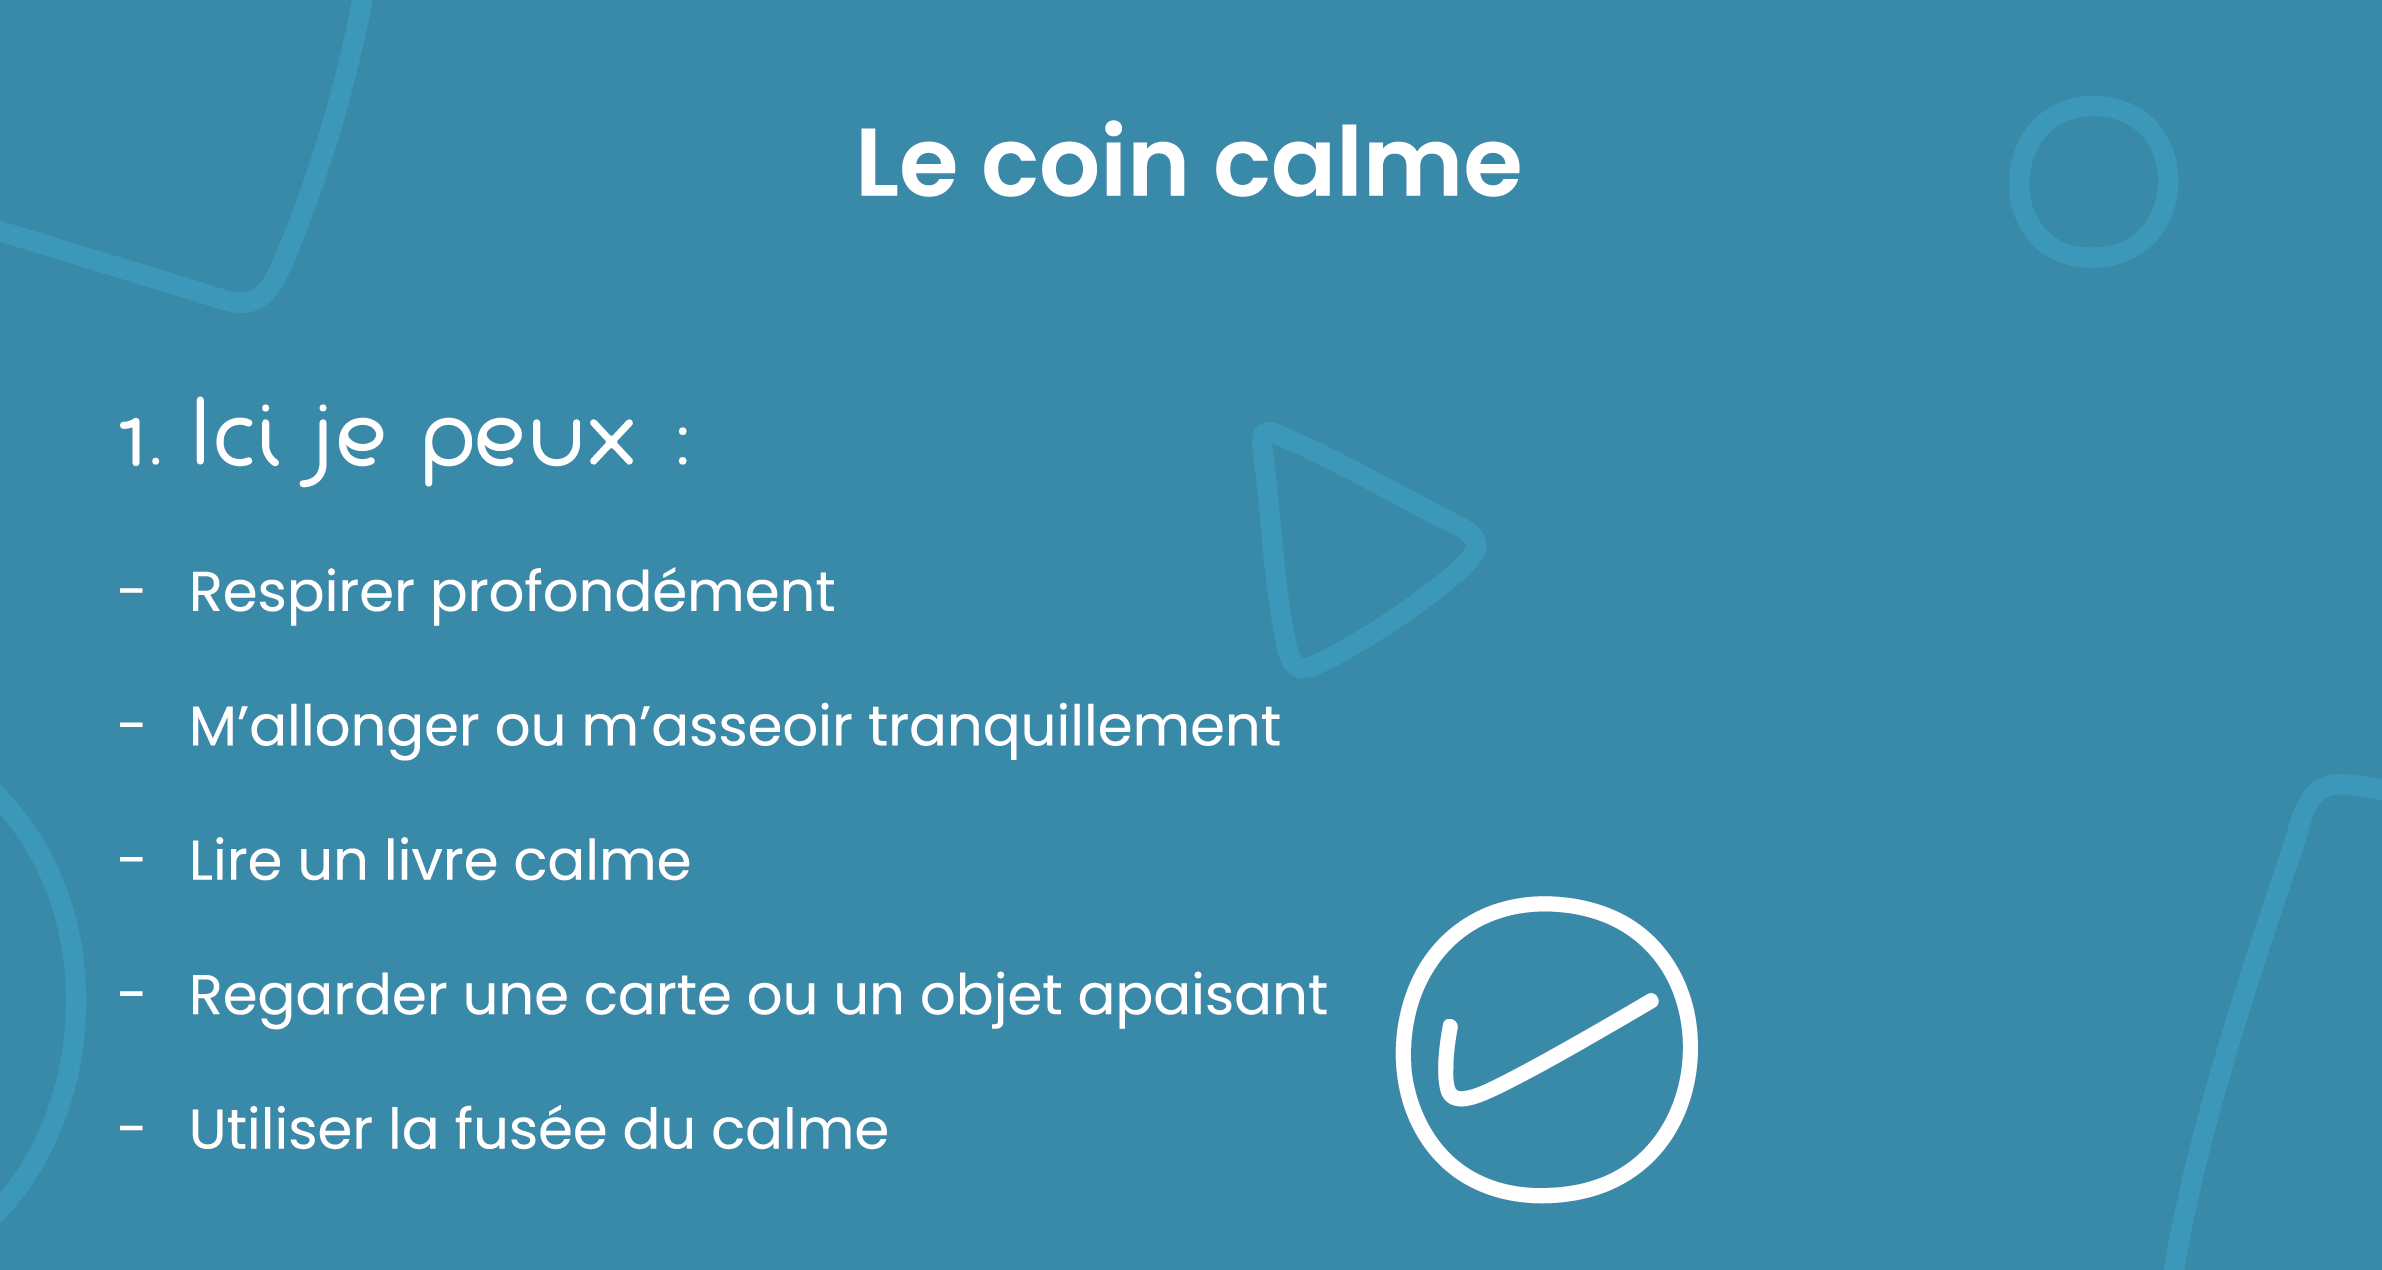 Le coin calme
1. Ici je peux :
- Respirer profondément
- M’allonger ou m’asseoir tranquillement
- Lire un livre calme
- Regarder une carte ou un objet apaisant
- Utiliser la fusée du calme